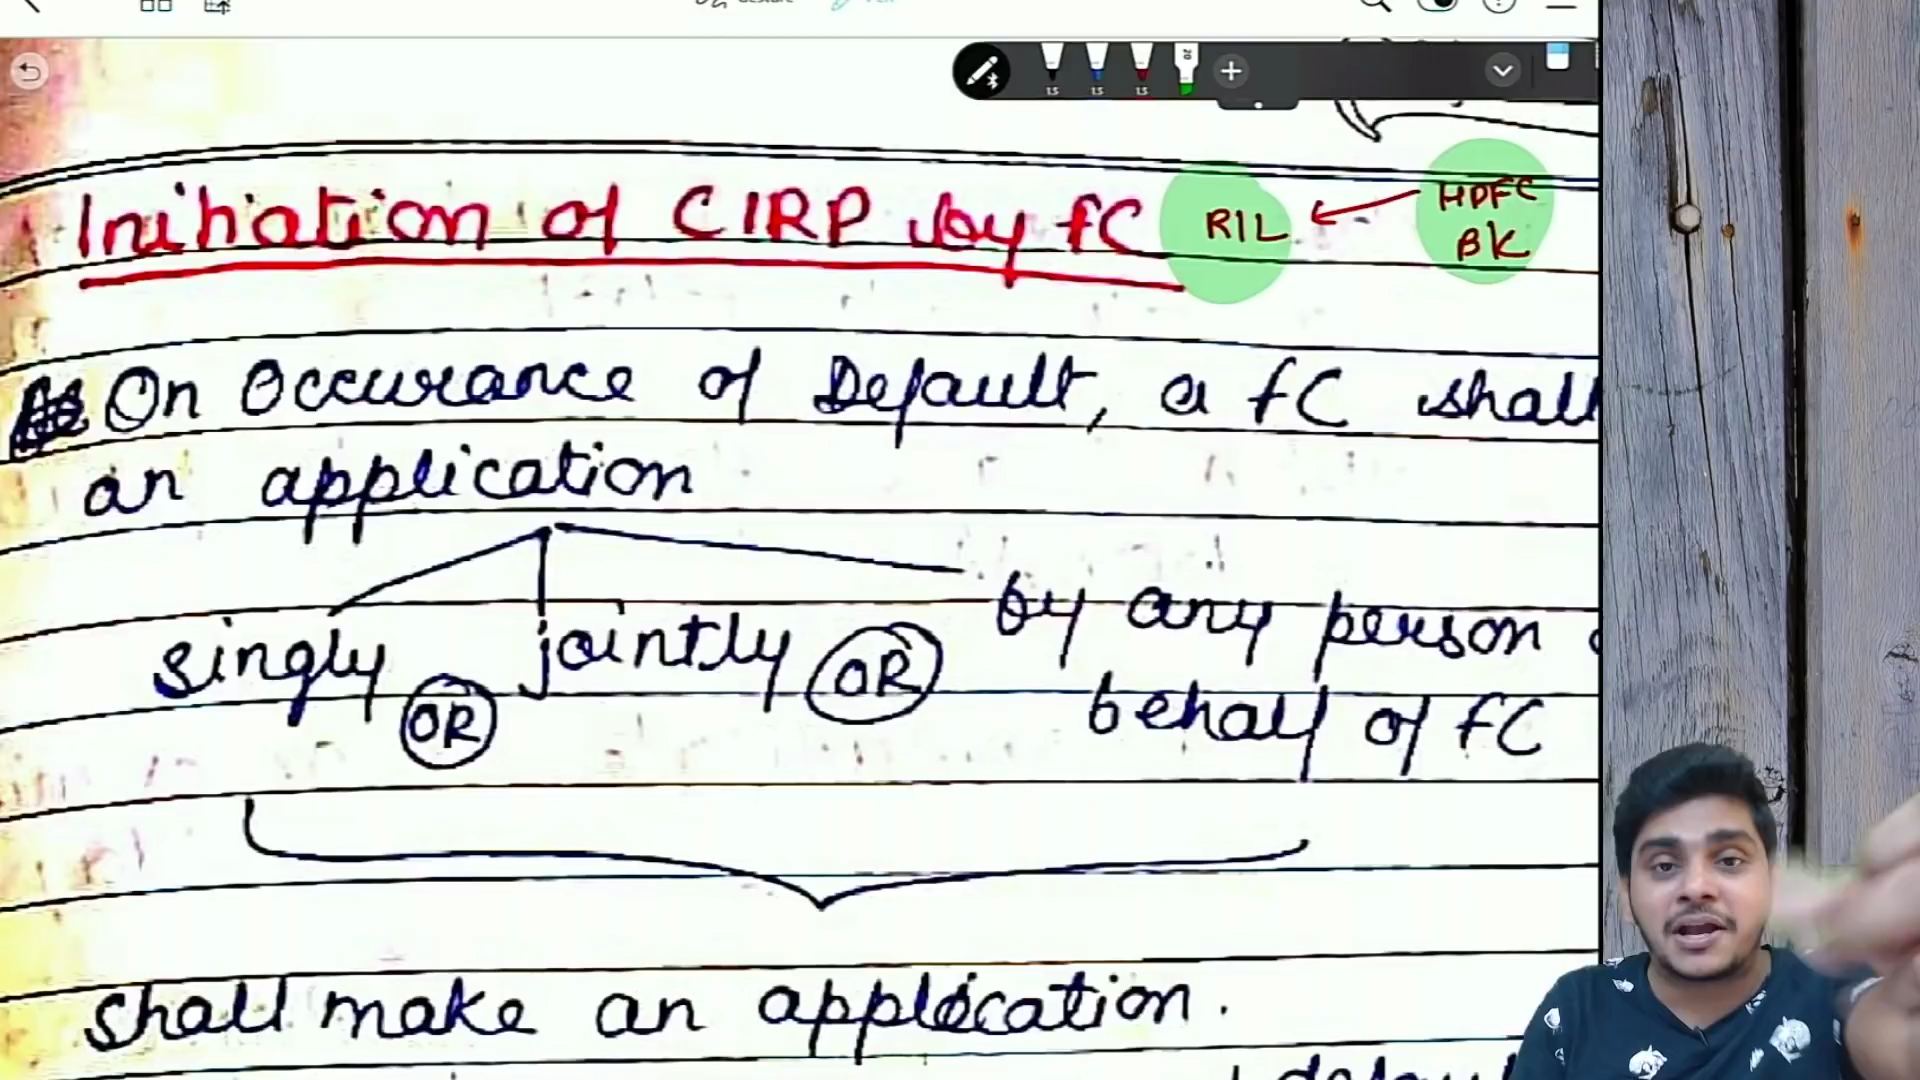 Initiation of CIRP by FC RIL HDFC
BK
On Occurance of Default, a FC shall
an application
singly OR jointly OR by any person
behalf of FC
shall make an application.